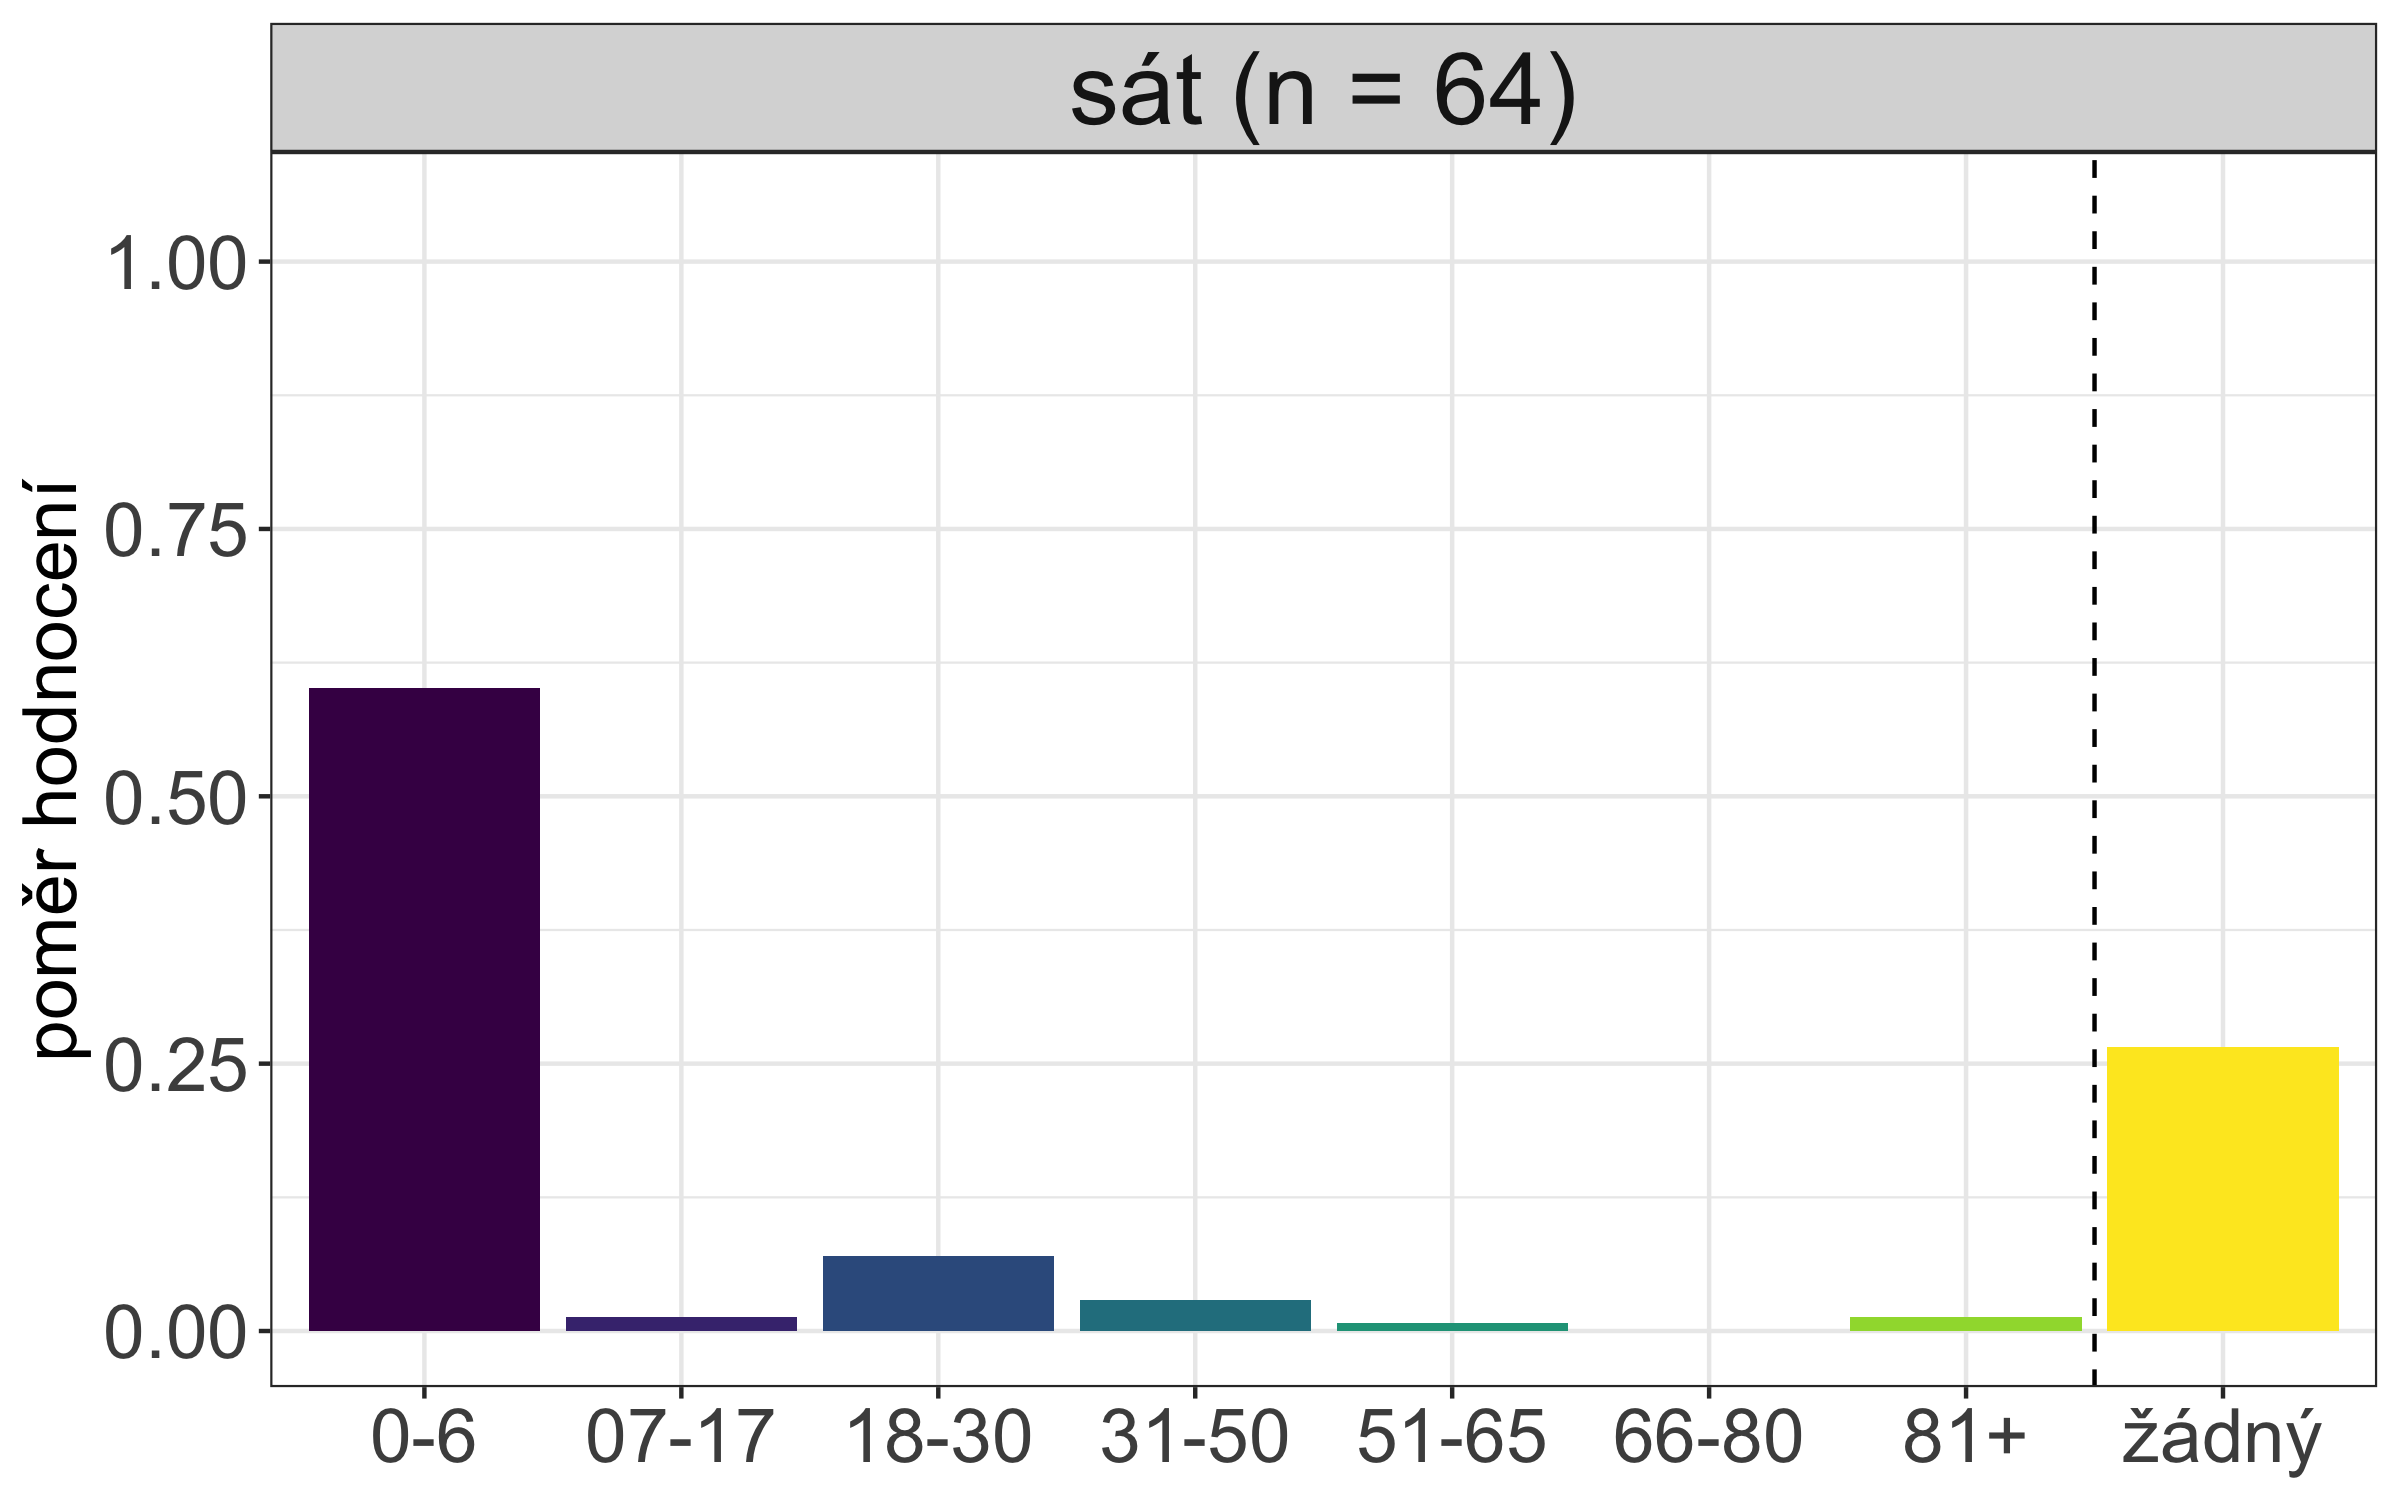 sát (n = 64)
poměr hodnocení
1.00
0.75
0.50
0.25
0.00
0-6 07-17 18-30 31-50 51-65 66-80 81+ žádný